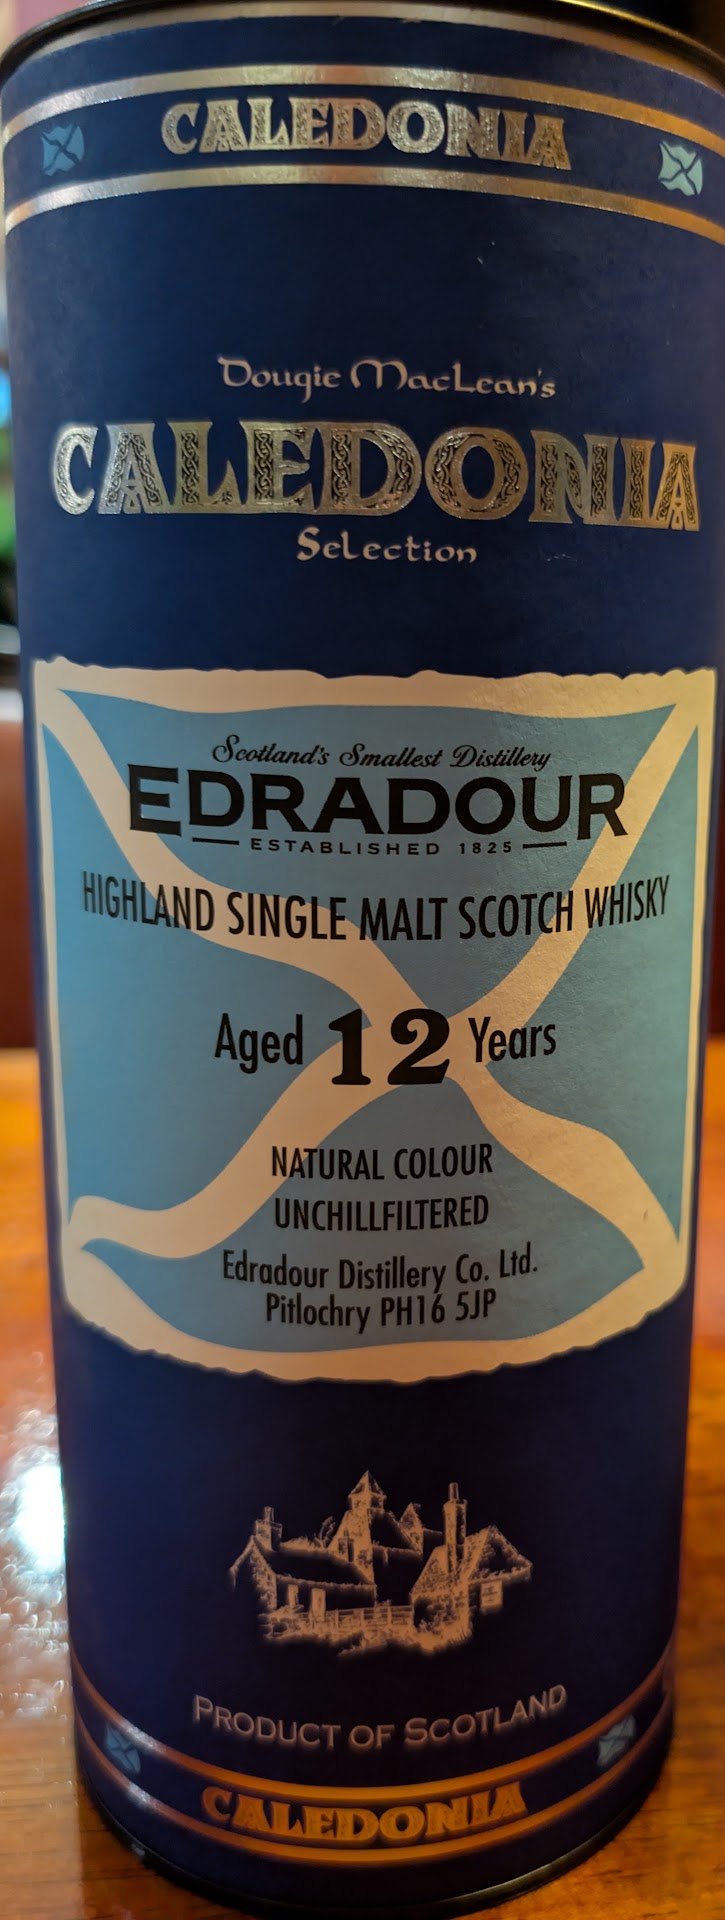 CALEDONIA
Dougie MacLean's
CALEDONIA
Selection
Scotland's Smallest Distillery
EDRADOUR
ESTABLISHED 1825
HIGHLAND SINGLE MALT SCOTCH WHISKY
Aged 12 Years
NATURAL COLOUR
UNCHILLFILTERED
Edradour Distillery Co. Ltd.
Pitlochry PH16 5JP
PRODUCT OF SCOTLAND
CALEDONIA